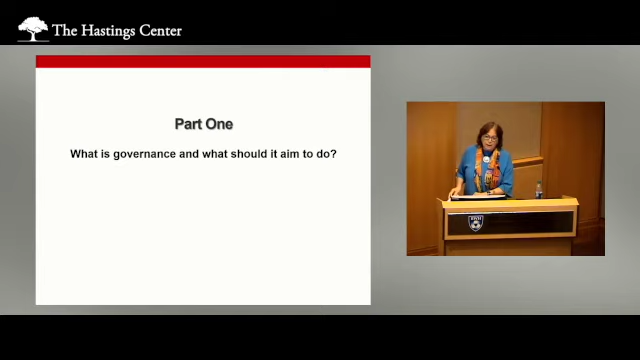 The Hastings Center
Part One
What is governance and what should it aim to do?